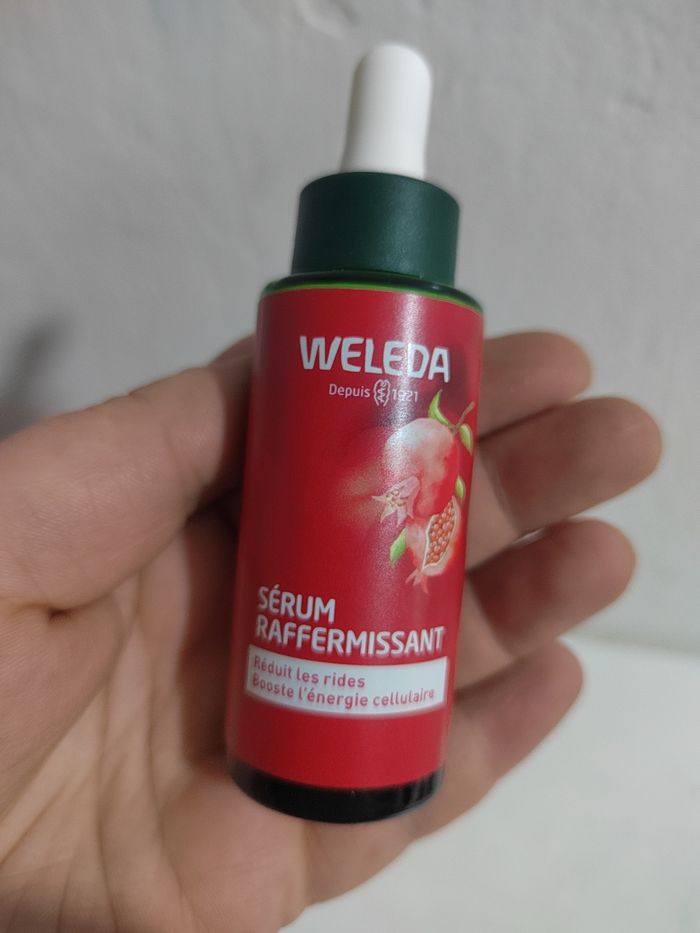 WELEDA
Depuis 1921
SÉRUM
RAFFERMISSANT
Réduit les rides
Booste l'énergie cellulaire